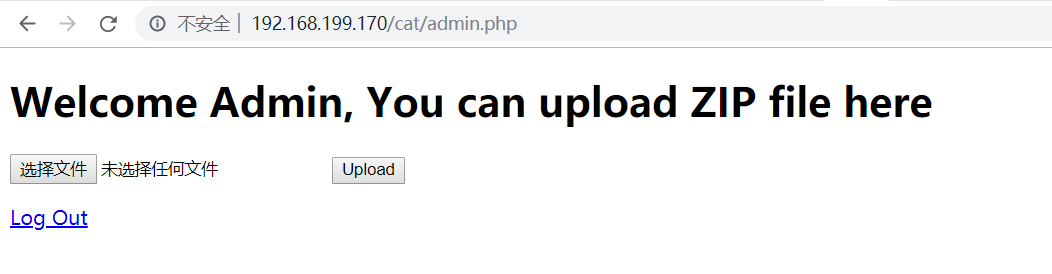 不安全 | 192.168.199.170/cat/admin.php
Welcome Admin, You can upload ZIP file here
选择文件 未选择任何文件 Upload
Log Out